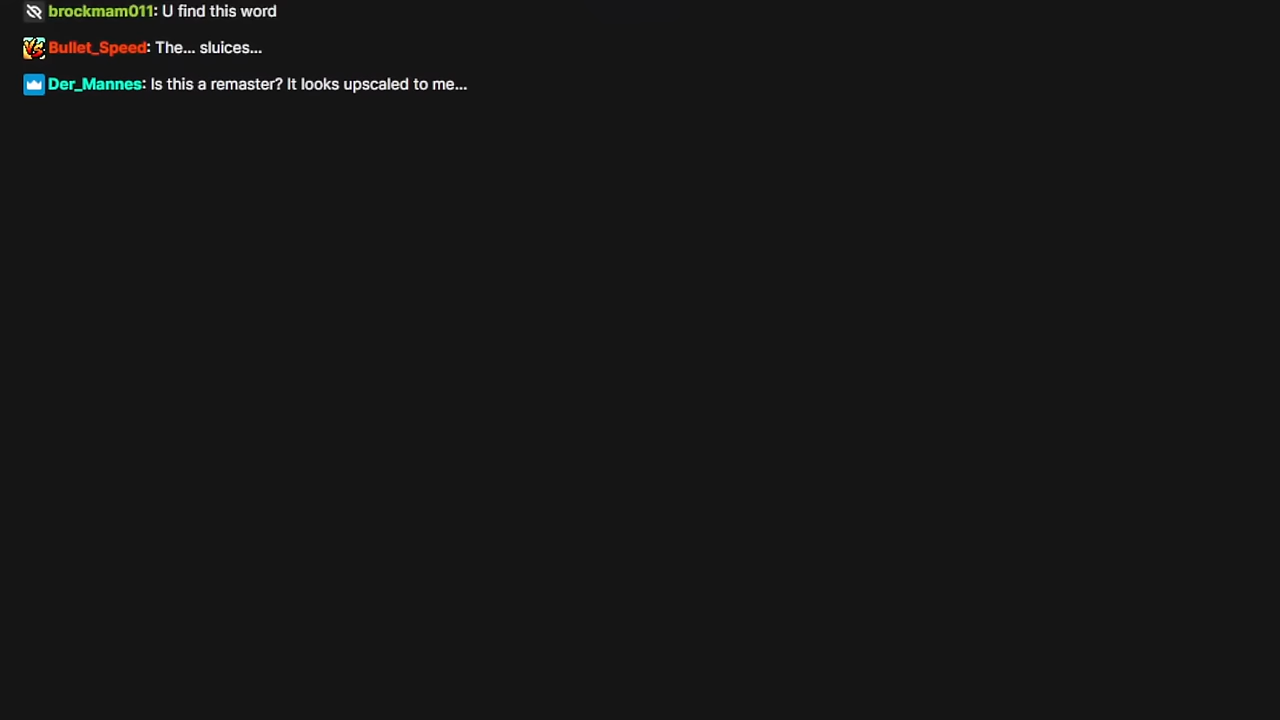 brockmam011: U find this word
Bullet_Speed: The... sluices...
Der_Mannes: Is this a remaster? It looks upscaled to me...